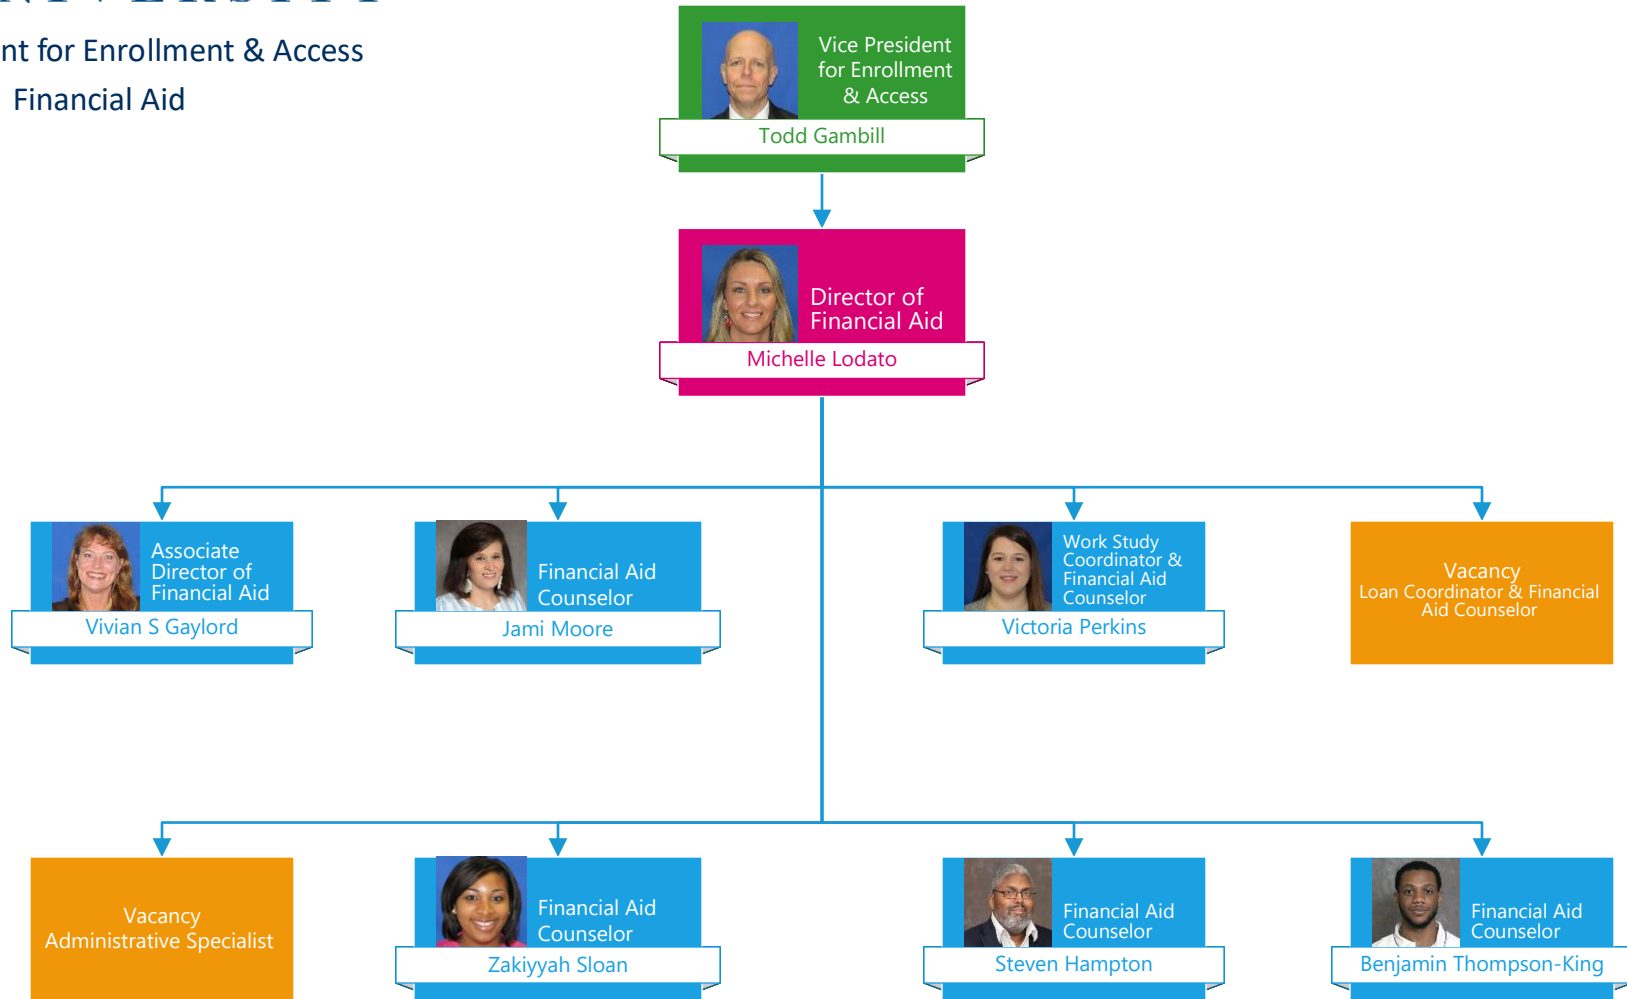 nt for Enrollment & Access
Financial Aid
Vice President
for Enrollment
& Access
Todd Gambill
Director of
Financial Aid
Michelle Lodato
Associate
Director of
Financial Aid
Vivian S Gaylord
Financial Aid
Counselor
Jami Moore
Work Study
Coordinator &
Financial Aid
Counselor
Victoria Perkins
Vacancy
Loan Coordinator & Financial
Aid Counselor
Vacancy
Administrative Specialist
Financial Aid
Counselor
Zakiyyah Sloan
Financial Aid
Counselor
Steven Hampton
Financial Aid
Counselor
Benjamin Thompson-King